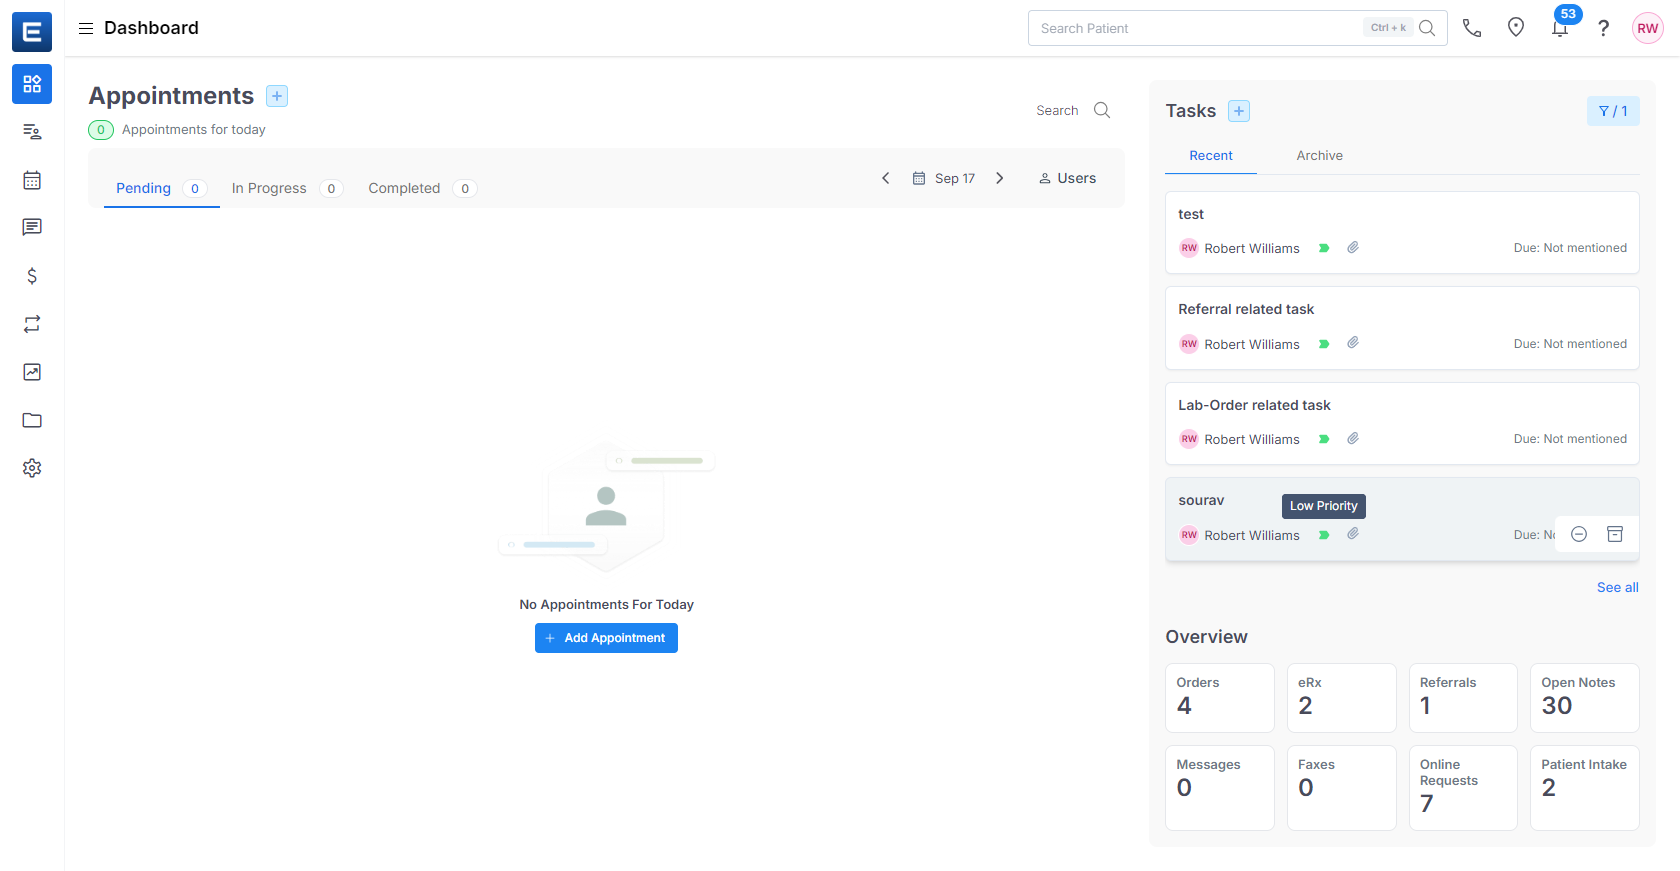 E
Dashboard
Search Patient
Ctrl + k
53
?
RW
Appointments
+
0 Appointments for today
Search
Pending 0
In Progress 0
Completed 0
Sep 17
Users
No Appointments For Today
+ Add Appointment
Tasks
+
/ 1
Recent
Archive
test
RW Robert Williams
Due: Not mentioned
Referral related task
RW Robert Williams
Due: Not mentioned
Lab-Order related task
RW Robert Williams
Due: Not mentioned
sourav
Low Priority
RW Robert Williams
Due:
See all
Overview
Orders
4
eRx
2
Referrals
1
Open Notes
30
Messages
0
Faxes
0
Online
Requests
7
Patient Intake
2